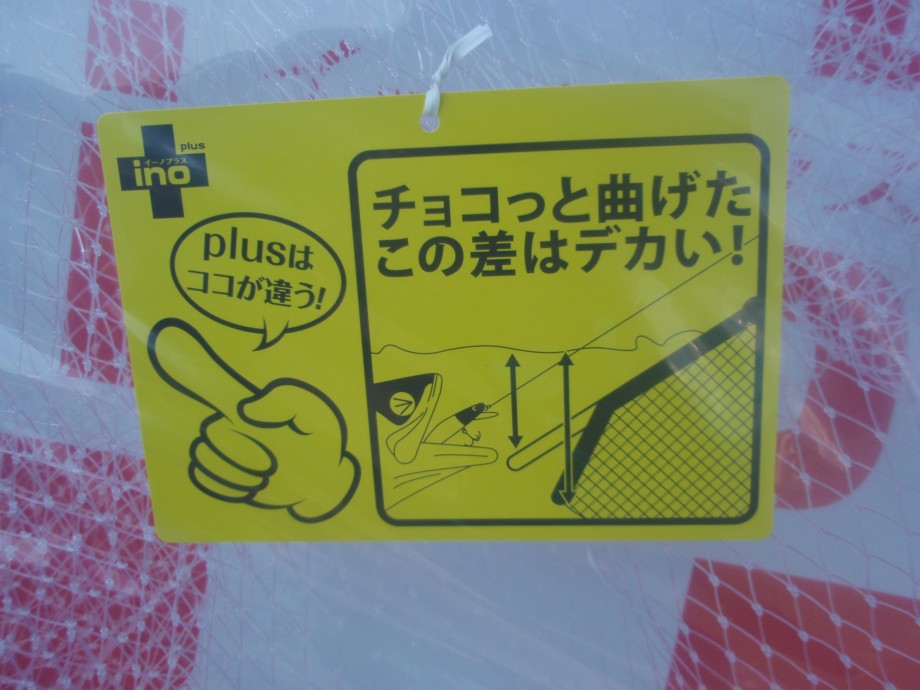 plus
イーノプラス
ino
plusは
ココが違う!
チョコっと曲げた
この差はデカい!